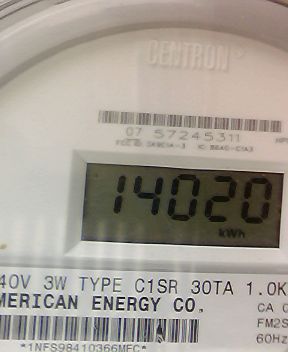 CENTRON
07 57245311
14020
kWh
40V 3W TYPE C1SR 30TA 1.0K
MERICAN ENERGY CO.
CA
FM2S
60Hz
*1NFS98410366MEC*